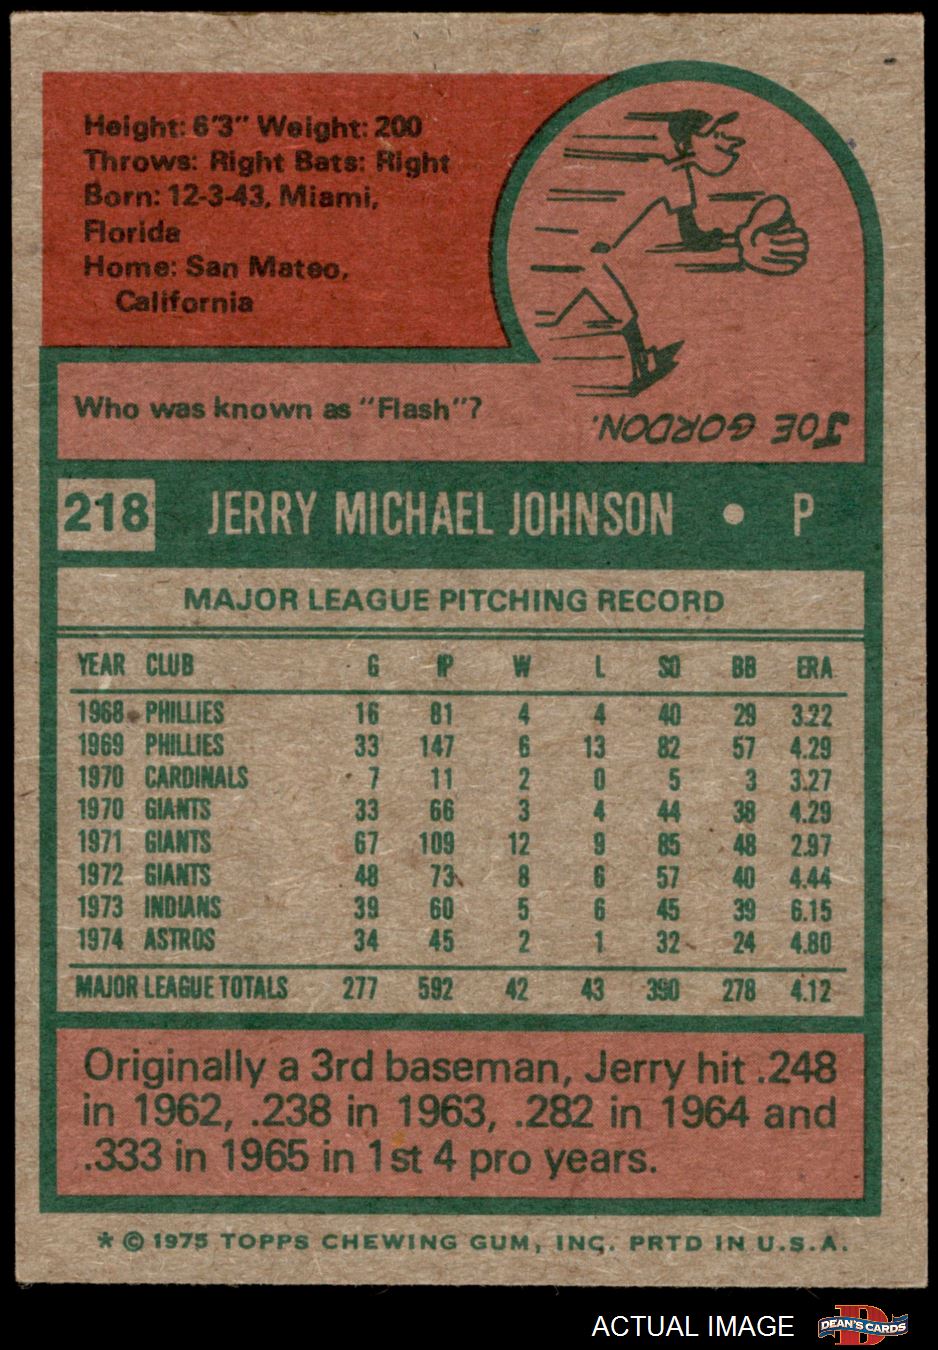 Height: 6'3" Weight: 200
Throws: Right Bats: Right
Born: 12-3-43, Miami,
Florida
Home: San Mateo,
California
Who was known as "Flash"?
JOE GORDON.
218 JERRY MICHAEL JOHNSON • P
MAJOR LEAGUE PITCHING RECORD
YEAR CLUB G IP W L SO BB ERA
1968 PHILLIES 16 81 4 4 40 29 3.22
1969 PHILLIES 33 147 6 13 82 57 4.29
1970 CARDINALS 7 11 2 0 5 3 3.27
1970 GIANTS 33 66 3 4 44 38 4.29
1971 GIANTS 67 109 12 9 85 48 2.97
1972 GIANTS 48 73 8 6 57 40 4.44
1973 INDIANS 39 60 5 6 45 39 6.15
1974 ASTROS 34 45 2 1 32 24 4.80
MAJOR LEAGUE TOTALS 277 592 42 43 390 278 4.12
Originally a 3rd baseman, Jerry hit .248
in 1962, .238 in 1963, .282 in 1964 and
.333 in 1965 in 1st 4 pro years.
* © 1975 TOPPS CHEWING GUM, INC. PRTD IN U.S.A.
ACTUAL IMAGE
D
DEAN'S CARDS